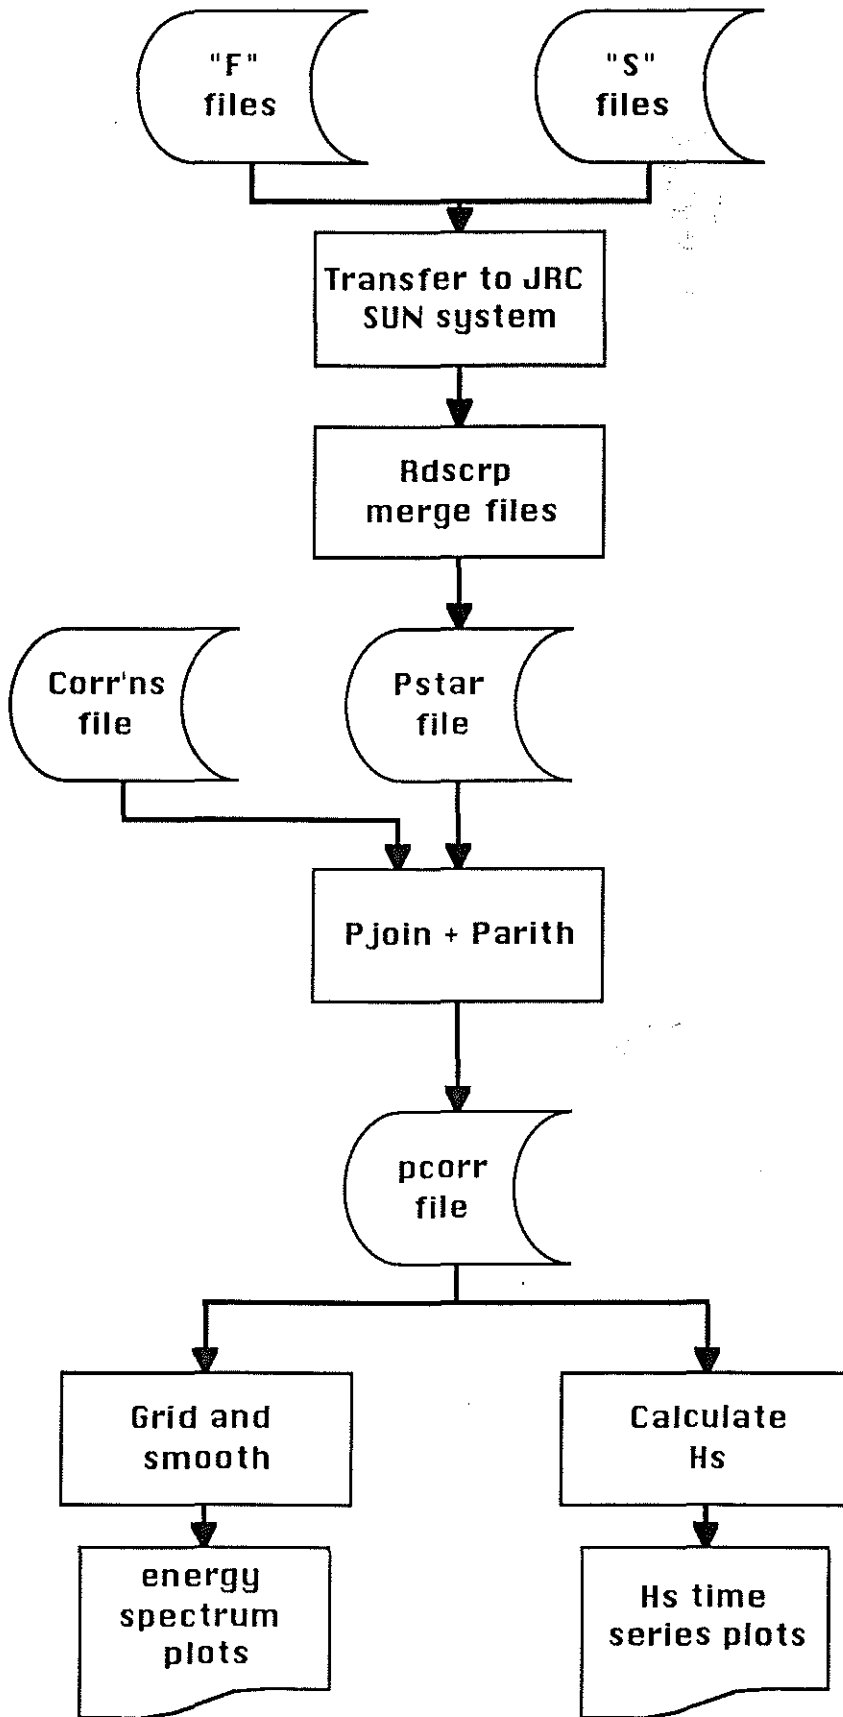 "F"
files
"S"
files
Transfer to JRC
SUN system
Rdscrp
merge files
Corr'ns
file
Pstar
file
Pjoin + Parith
pcorr
file
Grid and
smooth
Calculate
Hs
energy
spectrum
plots
Hs time
series plots